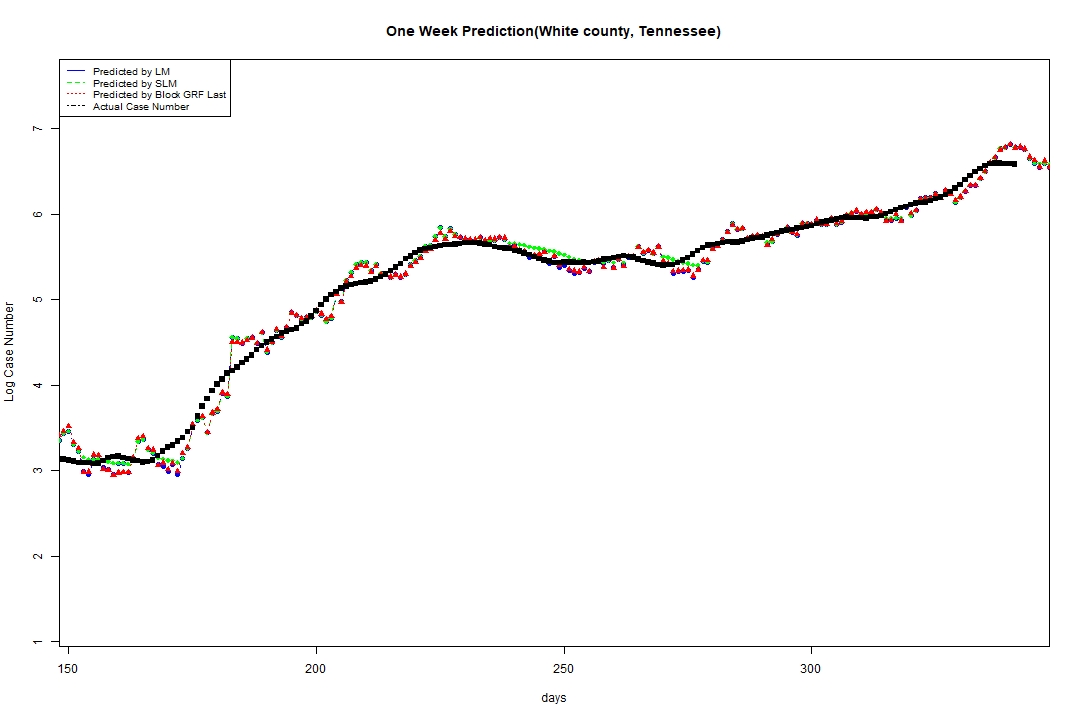 One Week Prediction(White county, Tennessee)
Predicted by LM
Predicted by SLM
Predicted by Block GRF Last
Actual Case Number
7
6
5
4
3
2
1
Log Case Number
150 200 250 300
days